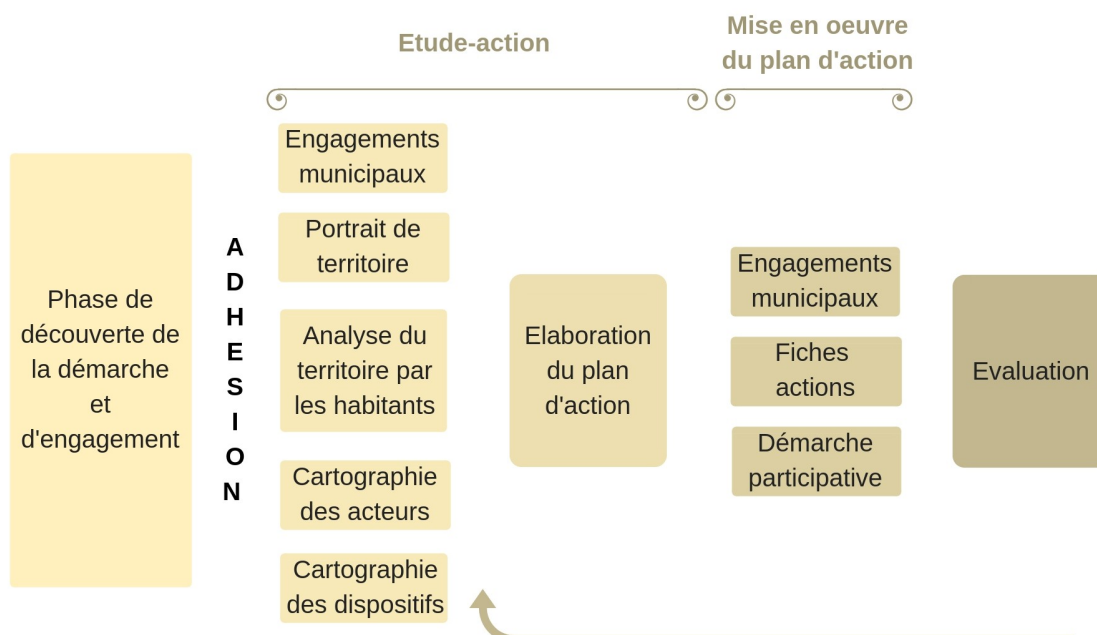 Etude-action
Mise en oeuvre
du plan d'action
Phase de
découverte de
la démarche
et
d'engagement
A
D
H
E
S
I
O
N
Engagements
municipaux
Portrait de
territoire
Analyse du
territoire par
les habitants
Cartographie
des acteurs
Cartographie
des dispositifs
Elaboration
du plan
d'action
Engagements
municipaux
Fiches
actions
Démarche
participative
Evaluation